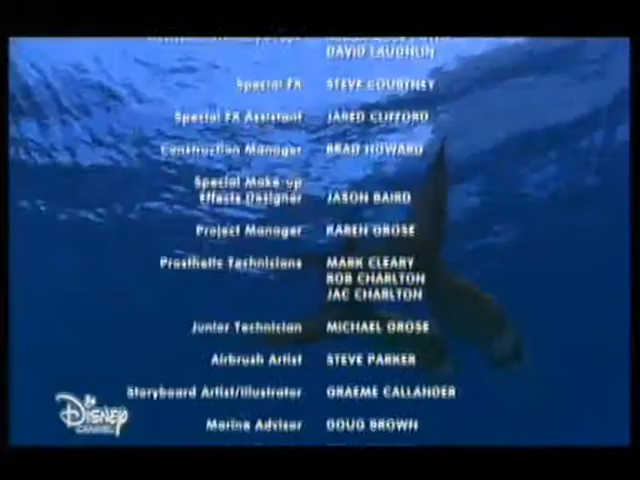 DAVID LAUGHLIN
Special FX STEVE COURTNEY
Special FX Assistant JARED CLIFFORD
Construction Manager BRAD HOWARD
Special Make-up
Effects Designer JASON BAIRD
Project Manager KAREN GROSE
Prosthetic Technicians MARK CLEARY
ROB CHARLTON
JAC CHARLTON
Junior Technician MICHAEL GROSE
Airbrush Artist STEVE PARKER
Storyboard Artist/Illustrator GRAEME CALLANDER
Marine Advisor DOUG BROWN
DISNEY
CHANNEL